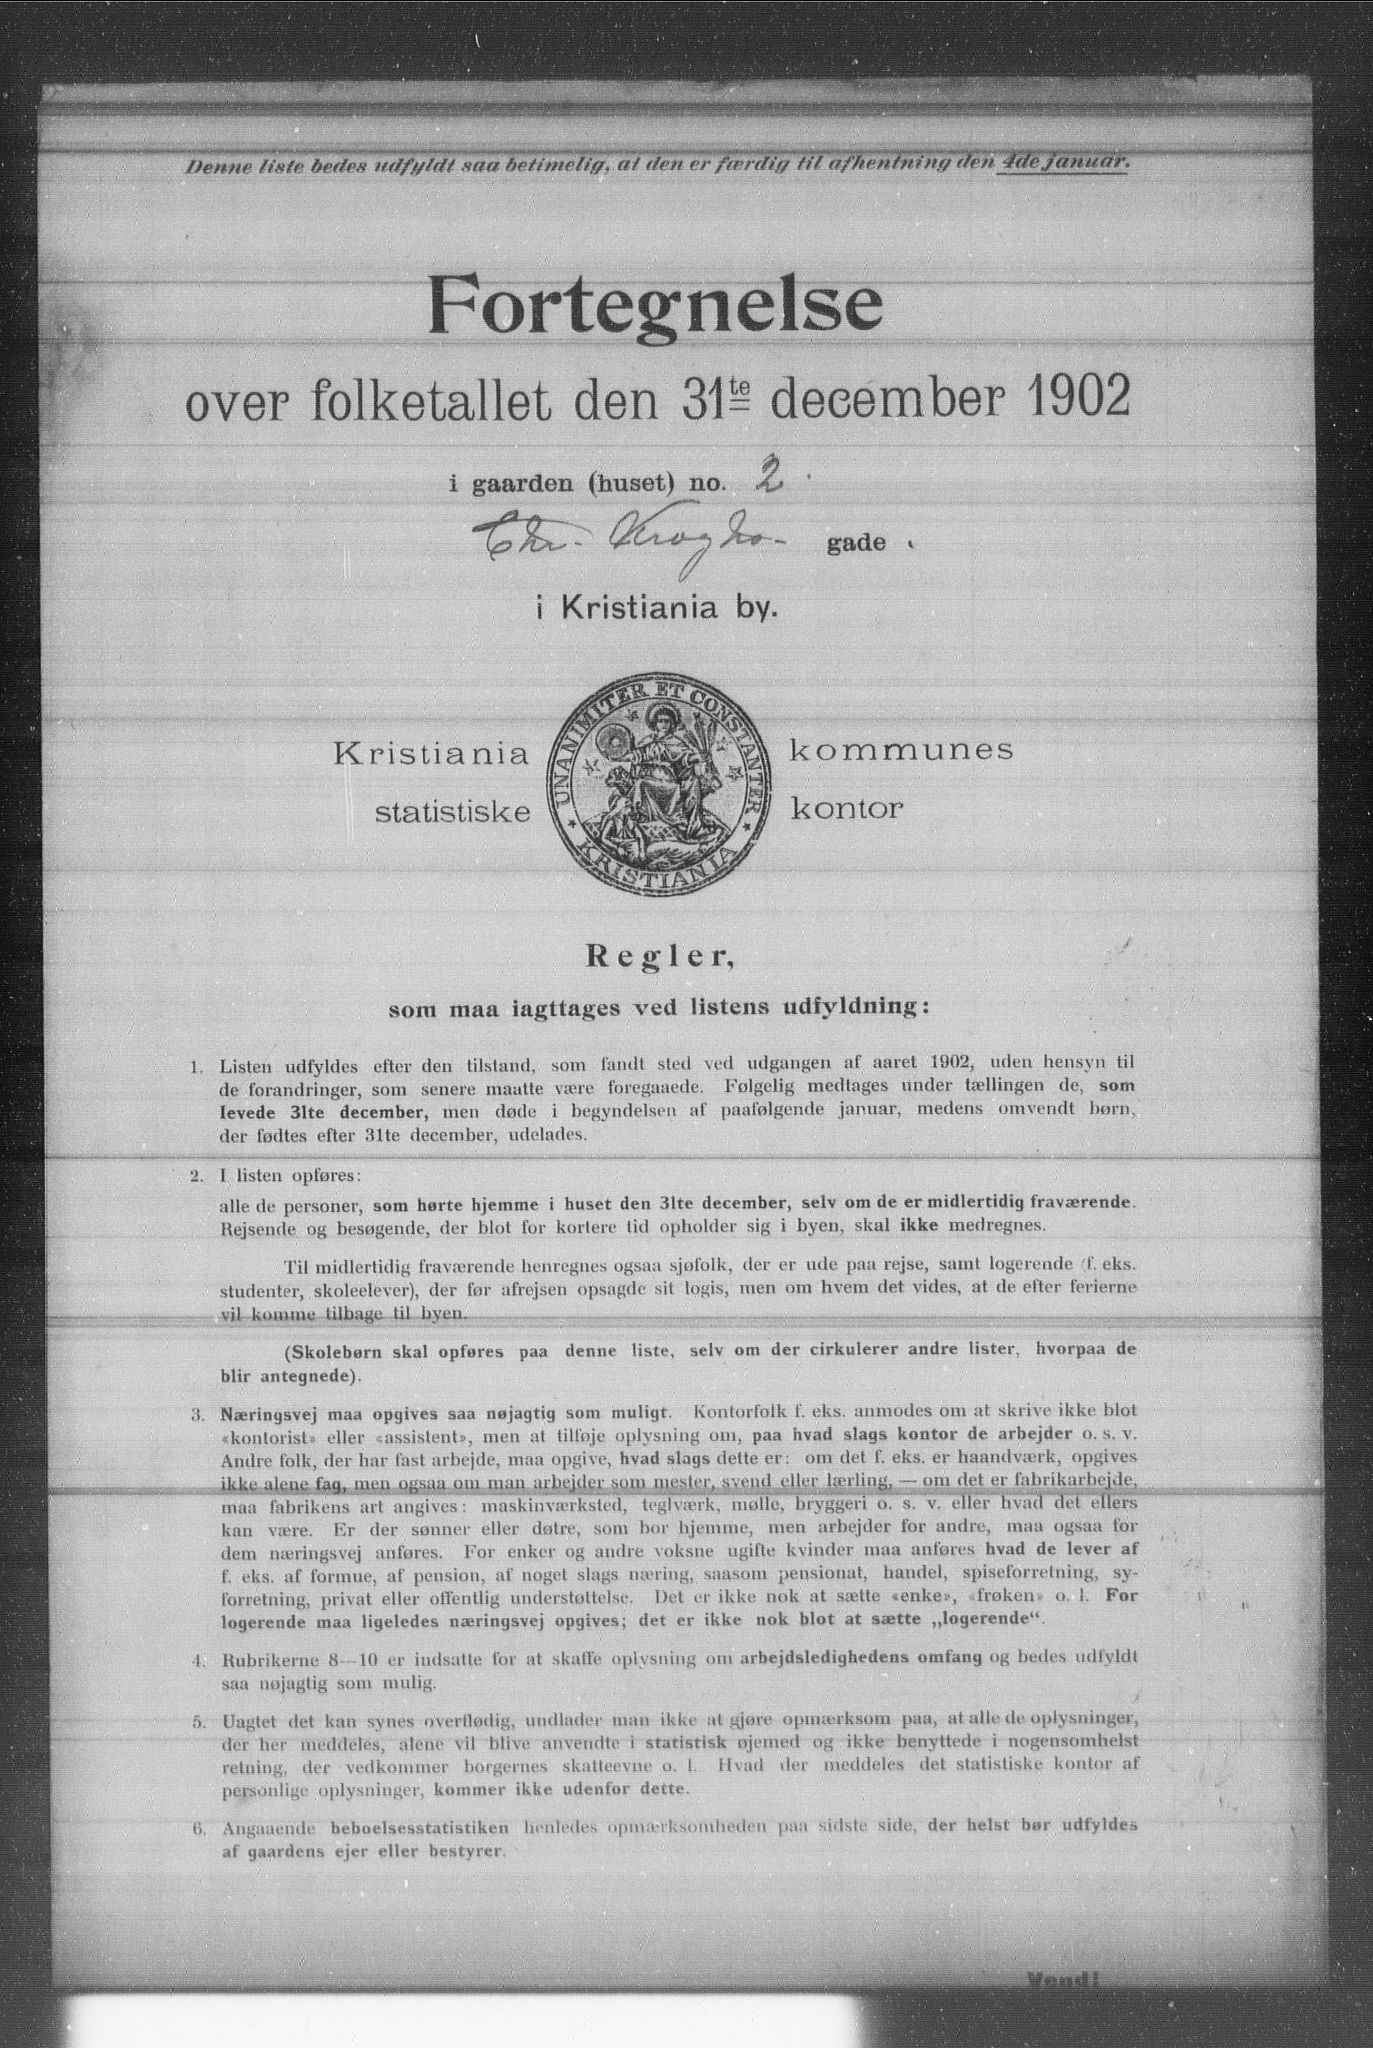 Denne liste bedes udfyldt saa betimelig, at den er færdig til afhentning den 4de januar.
Fortegnelse
over folketallet den 31te december 1902
i gaarden (huset) no. 2
Chr. Kroghs- gade
i Kristiania by.
UNANIMITER ET CONSTANTER
KRISTIANIA
Kristiania kommunes
statistiske kontor
Regler,
som maa iagttages ved listens udfyldning:
1. Listen udfyldes efter den tilstand, som fandt sted ved udgangen af aaret 1902, uden hensyn til
de forandringer, som senere maatte være foregaaede. Følgelig medtages under tællingen de, som
levede 31te december, men døde i begyndelsen af paafølgende januar, medens omvendt børn,
der fødtes efter 31te december, udelades.
2. I listen opføres:
alle de personer, som hørte hjemme i huset den 31te december, selv om de er midlertidig fraværende.
Rejsende og besøgende, der blot for kortere tid opholder sig i byen, skal ikke medregnes.
Til midlertidig fraværende henregnes ogsaa sjøfolk, der er ude paa rejse, samt logerende (f. eks.
studenter, skoleelever), der før afrejsen opsagde sit logis, men om hvem det vides, at de efter ferierne
vil komme tilbage til byen.
(Skolebørn skal opføres paa denne liste, selv om der cirkulerer andre lister, hvorpaa de
blir antegnede).
3. Næringsvej maa opgives saa nøjagtig som muligt. Kontorfolk f. eks. anmodes om at skrive ikke blot
«kontorist» eller «assistent», men at tilføje oplysning om, paa hvad slags kontor de arbejder o. s. v.
Andre folk, der har fast arbejde, maa opgive, hvad slags dette er: om det f. eks. er haandværk, opgives
ikke alene fag, men ogsaa om man arbejder som mester, svend eller lærling, — om det er fabrikarbejde,
maa fabrikens art angives: maskinværksted, teglværk, mølle, bryggeri o. s. v. eller hvad det ellers
kan være. Er der sønner eller døtre, som bor hjemme, men arbejder for andre, maa ogsaa for
dem næringsvej anføres. For enker og andre voksne ugifte kvinder maa anføres hvad de lever af
f. eks. af formue, af pension, af noget slags næring, saasom pensionat, handel, spiseforretning, sy-
forretning, privat eller offentlig understøttelse. Det er ikke nok at sætte «enke», «frøken» o. l. For
logerende maa ligeledes næringsvej opgives; det er ikke nok blot at sætte „logerende“.
4. Rubrikerne 8—10 er indsatte for at skaffe oplysning om arbejdsledighedens omfang og bedes udfyldt
saa nøjagtig som mulig.
5. Uagtet det kan synes overflødig, undlader man ikke at gjøre opmærksom paa, at alle de oplysninger,
der her meddeles, alene vil blive anvendte i statistisk øjemed og ikke benyttede i nogensomhelst
retning, der vedkommer borgernes skatteevne o. l. Hvad der meddeles det statistiske kontor af
personlige oplysninger, kommer ikke udenfor dette.
6. Angaaende beboelsesstatistiken henledes opmærksomheden paa sidste side, der helst bør udfyldes
af gaardens ejer eller bestyrer.
Vend!